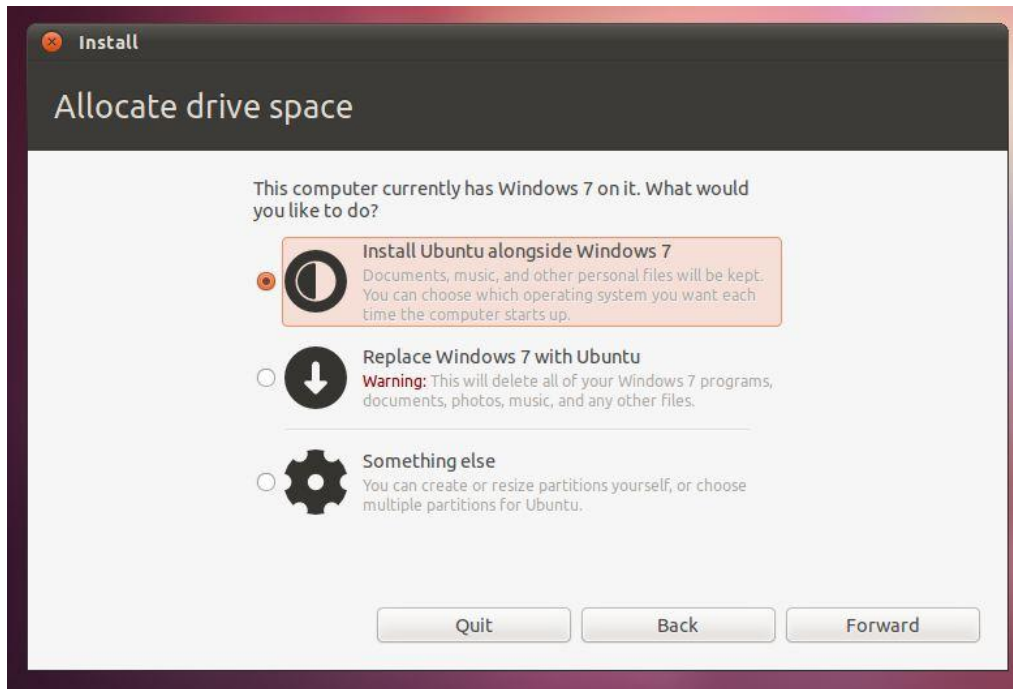 Install
Allocate drive space
This computer currently has Windows 7 on it. What would
you like to do?
Install Ubuntu alongside Windows 7
Documents, music, and other personal files will be kept.
You can choose which operating system you want each
time the computer starts up.
Replace Windows 7 with Ubuntu
Warning: This will delete all of your Windows 7 programs,
documents, photos, music, and any other files.
Something else
You can create or resize partitions yourself, or choose
multiple partitions for Ubuntu.
Quit Back Forward